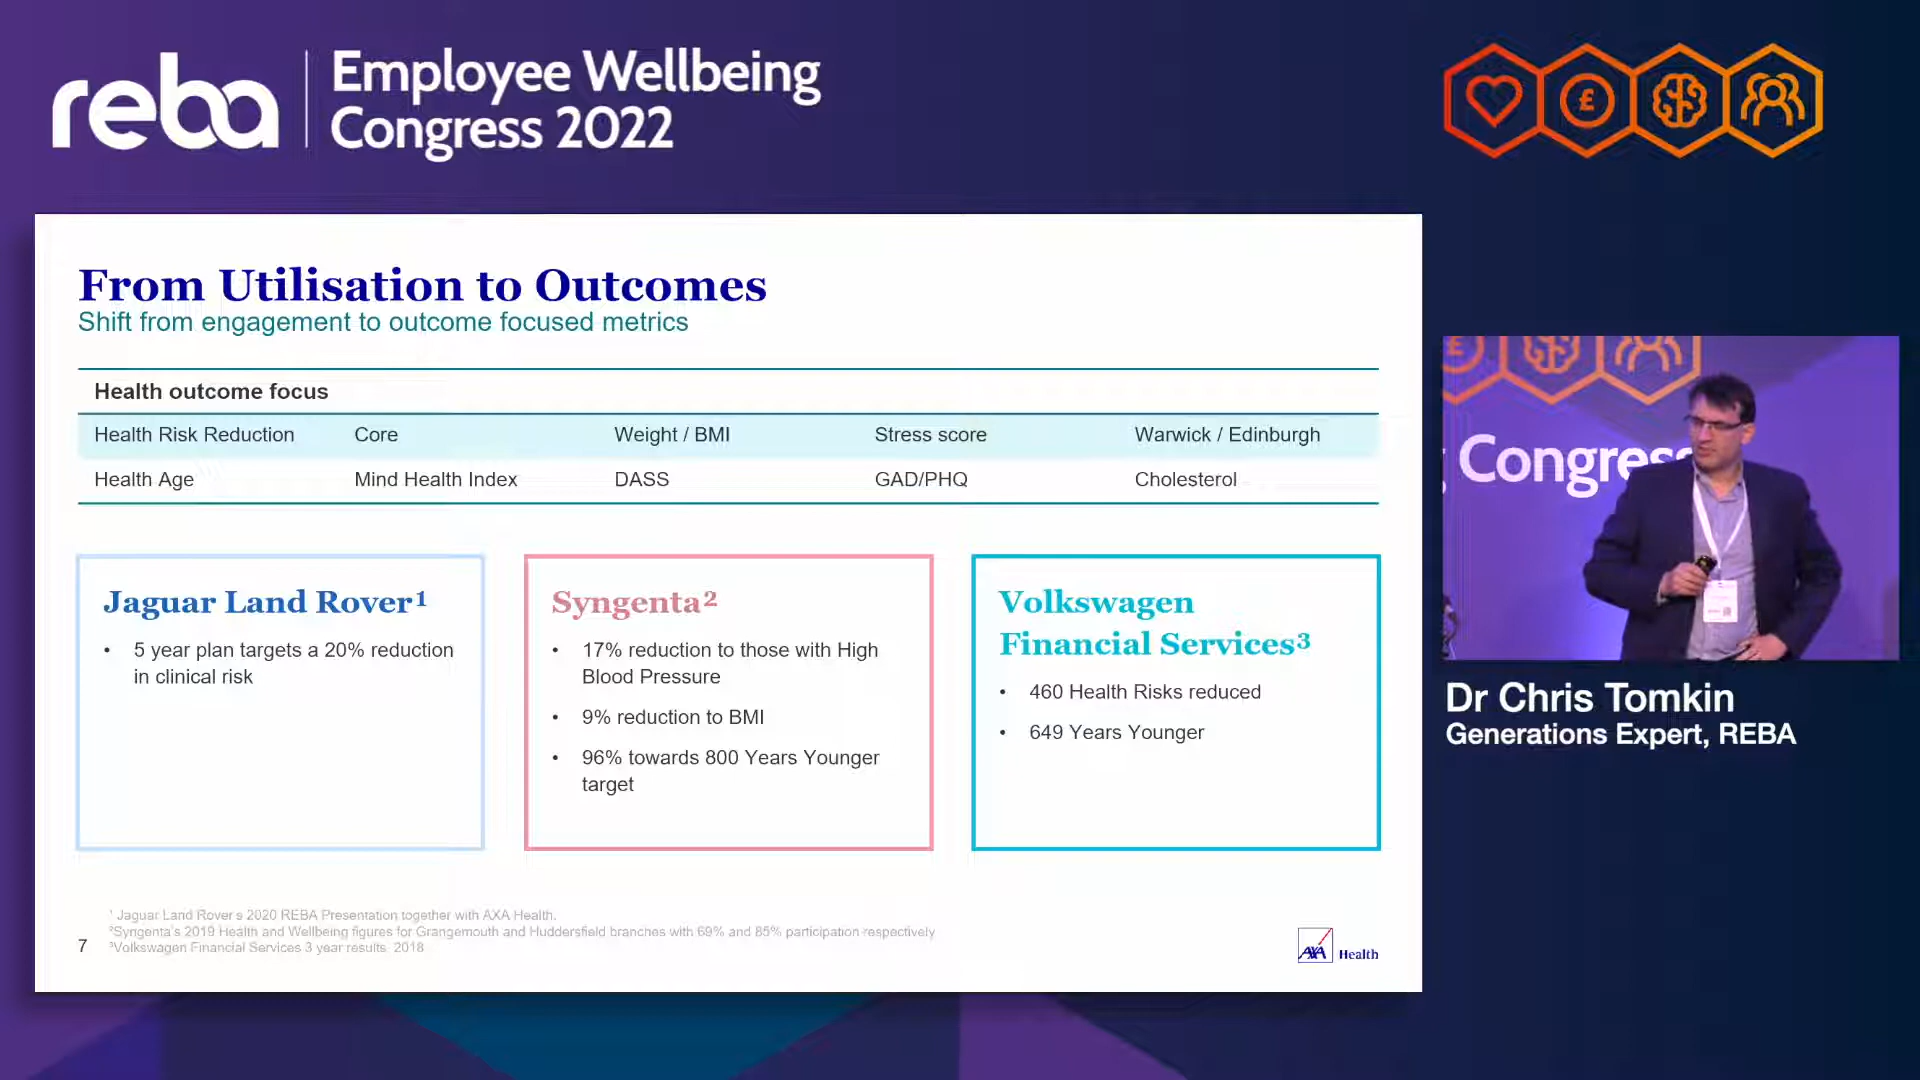 reba
Employee Wellbeing
Congress 2022
£
From Utilisation to Outcomes
Shift from engagement to outcome focused metrics
Health outcome focus
Health Risk Reduction Core Weight / BMI Stress score Warwick / Edinburgh
Health Age Mind Health Index DASS GAD/PHQ Cholesterol
Jaguar Land Rover¹
• 5 year plan targets a 20% reduction
in clinical risk
Syngenta²
• 17% reduction to those with High
Blood Pressure
• 9% reduction to BMI
• 96% towards 800 Years Younger
target
Volkswagen
Financial Services³
• 460 Health Risks reduced
• 649 Years Younger
¹ Jaguar Land Rover's 2020 REBA Presentation together with AXA Health.
²Syngenta's 2019 Health and Wellbeing figures for Grangemouth and Huddersfield branches with 69% and 85% participation respectively
³Volkswagen Financial Services 3 year results, 2018
7
AXA Health
£
Congress
Dr Chris Tomkin
Generations Expert, REBA